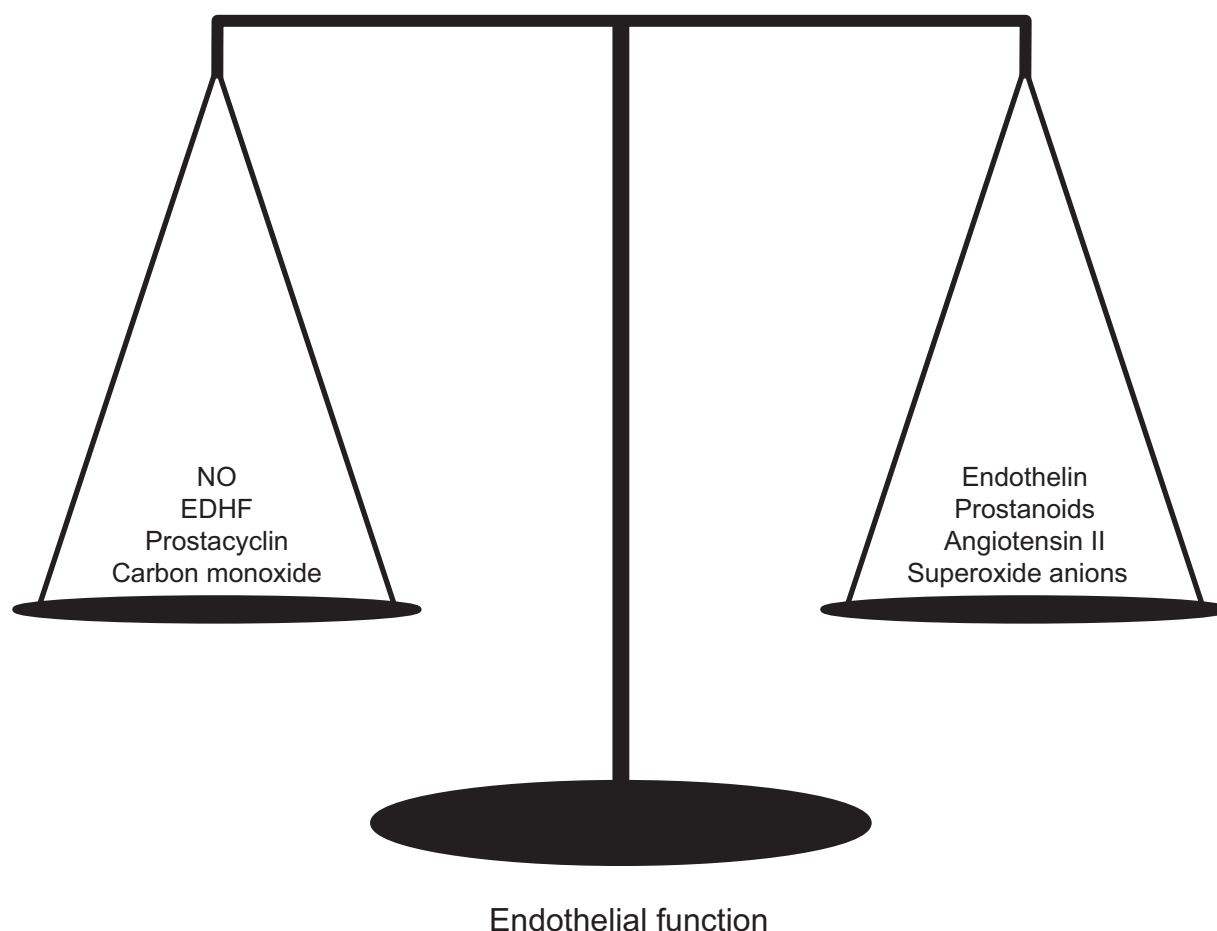 NO
EDHF
Prostacyclin
Carbon monoxide
Endothelin
Prostanoids
Angiotensin II
Superoxide anions
Endothelial function